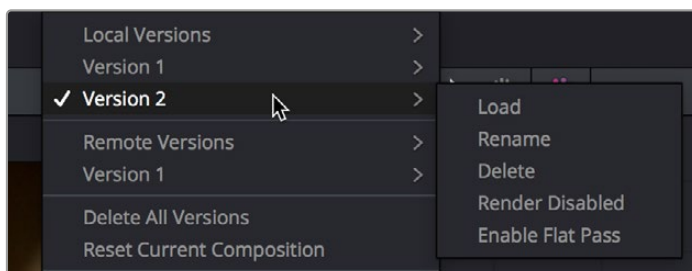 Local Versions
Version 1
Version 2
Remote Versions
Version 1
Delete All Versions
Reset Current Composition
Load
Rename
Delete
Render Disabled
Enable Flat Pass